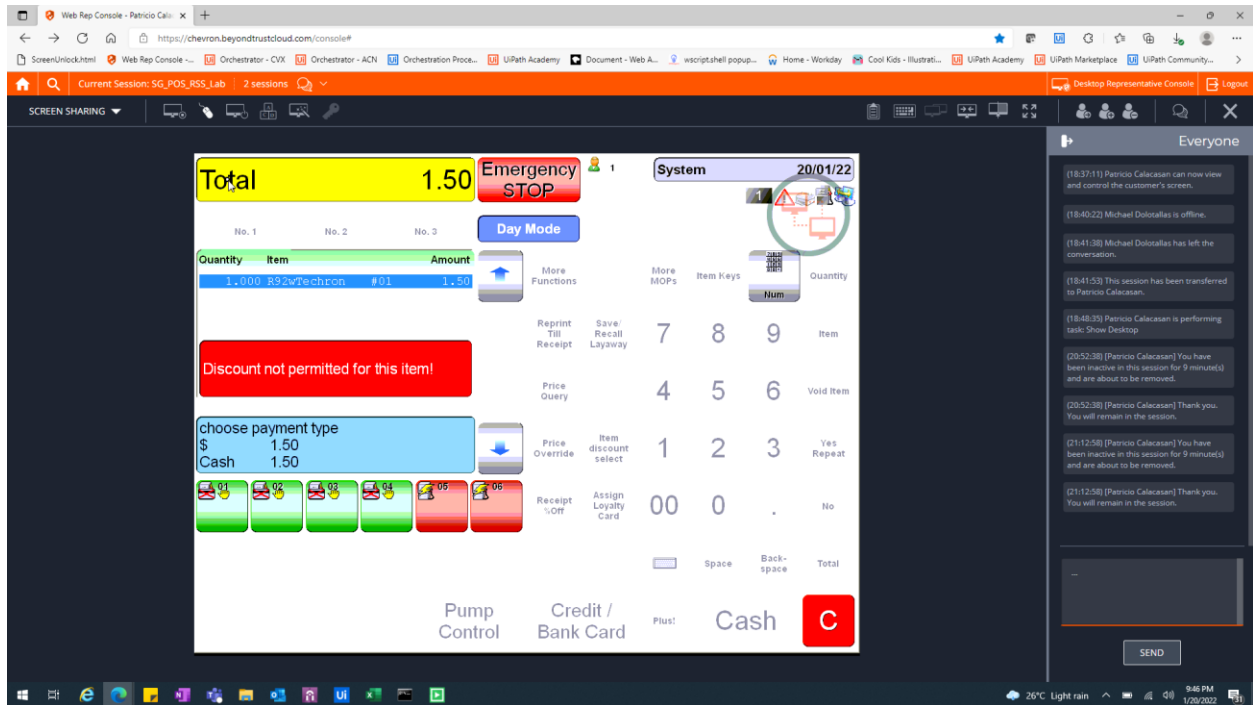 Web Rep Console - Patricio Cala
https://chevron.beyondtrustcloud.com/console#
ScreenUnlock.html
Web Rep Console -...
Orchestrator - CVX
Orchestrator - ACN
Orchestration Proce...
UiPath Academy
Document - Web A...
wscript.shell popup...
Home - Workday
Cool Kids - Illustrati...
UiPath Academy
UiPath Marketplace
UiPath Community...
Current Session: SG_POS_RSS_Lab
2 sessions
Desktop Representative Console
Logout
SCREEN SHARING
Everyone
Total 1.50
Emergency
STOP
1
System 20/01/22
1
No. 1 No. 2 No. 3
Day Mode
Quantity Item Amount
1.000 R92wTechron #01 1.50
Discount not permitted for this item!
choose payment type
$ 1.50
Cash 1.50
01 02 03 04 05 06
More
Functions
More
MOPs
Item Keys
Num
Quantity
Reprint
Till
Receipt
Save/
Recall
Layaway
7 8 9
Item
Price
Query
4 5 6
Void Item
Price
Override
Item
discount
select
1 2 3
Yes
Repeat
Receipt
%Off
Assign
Loyalty
Card
00 0 .
No
Space
Back-
space
Total
Pump
Control
Credit /
Bank Card
Plus!
Cash
C
(18:37:11) Patricio Calacasan can now view
and control the customer's screen.
(18:40:22) Michael Dolotallas is offline.
(18:41:38) Michael Dolotallas has left the
conversation.
(18:41:53) This session has been transferred
to Patricio Calacasan.
(18:48:35) Patricio Calacasan is performing
task: Show Desktop
(20:52:38) [Patricio Calacasan] You have
been inactive in this session for 9 minute(s)
and are about to be removed.
(20:52:38) [Patricio Calacasan] Thank you.
You will remain in the session.
(21:12:58) [Patricio Calacasan] You have
been inactive in this session for 9 minute(s)
and are about to be removed.
(21:12:58) [Patricio Calacasan] Thank you.
You will remain in the session.
...
SEND
26°C Light rain
9:46 PM
1/20/2022